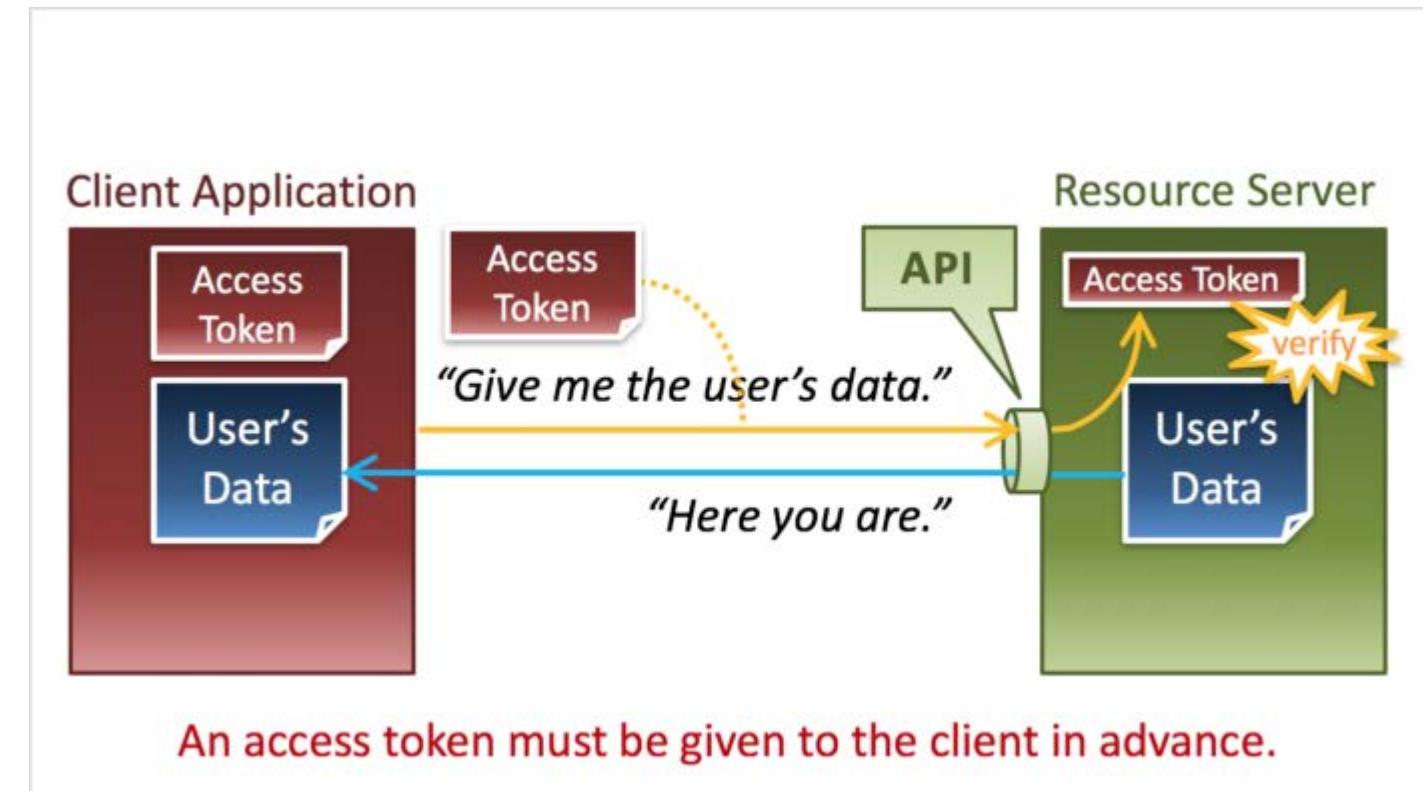 Client Application
Resource Server
Access
Token
Access
Token
API
Access Token
verify
“Give me the user’s data.”
User’s
Data
User’s
Data
“Here you are.”
An access token must be given to the client in advance.